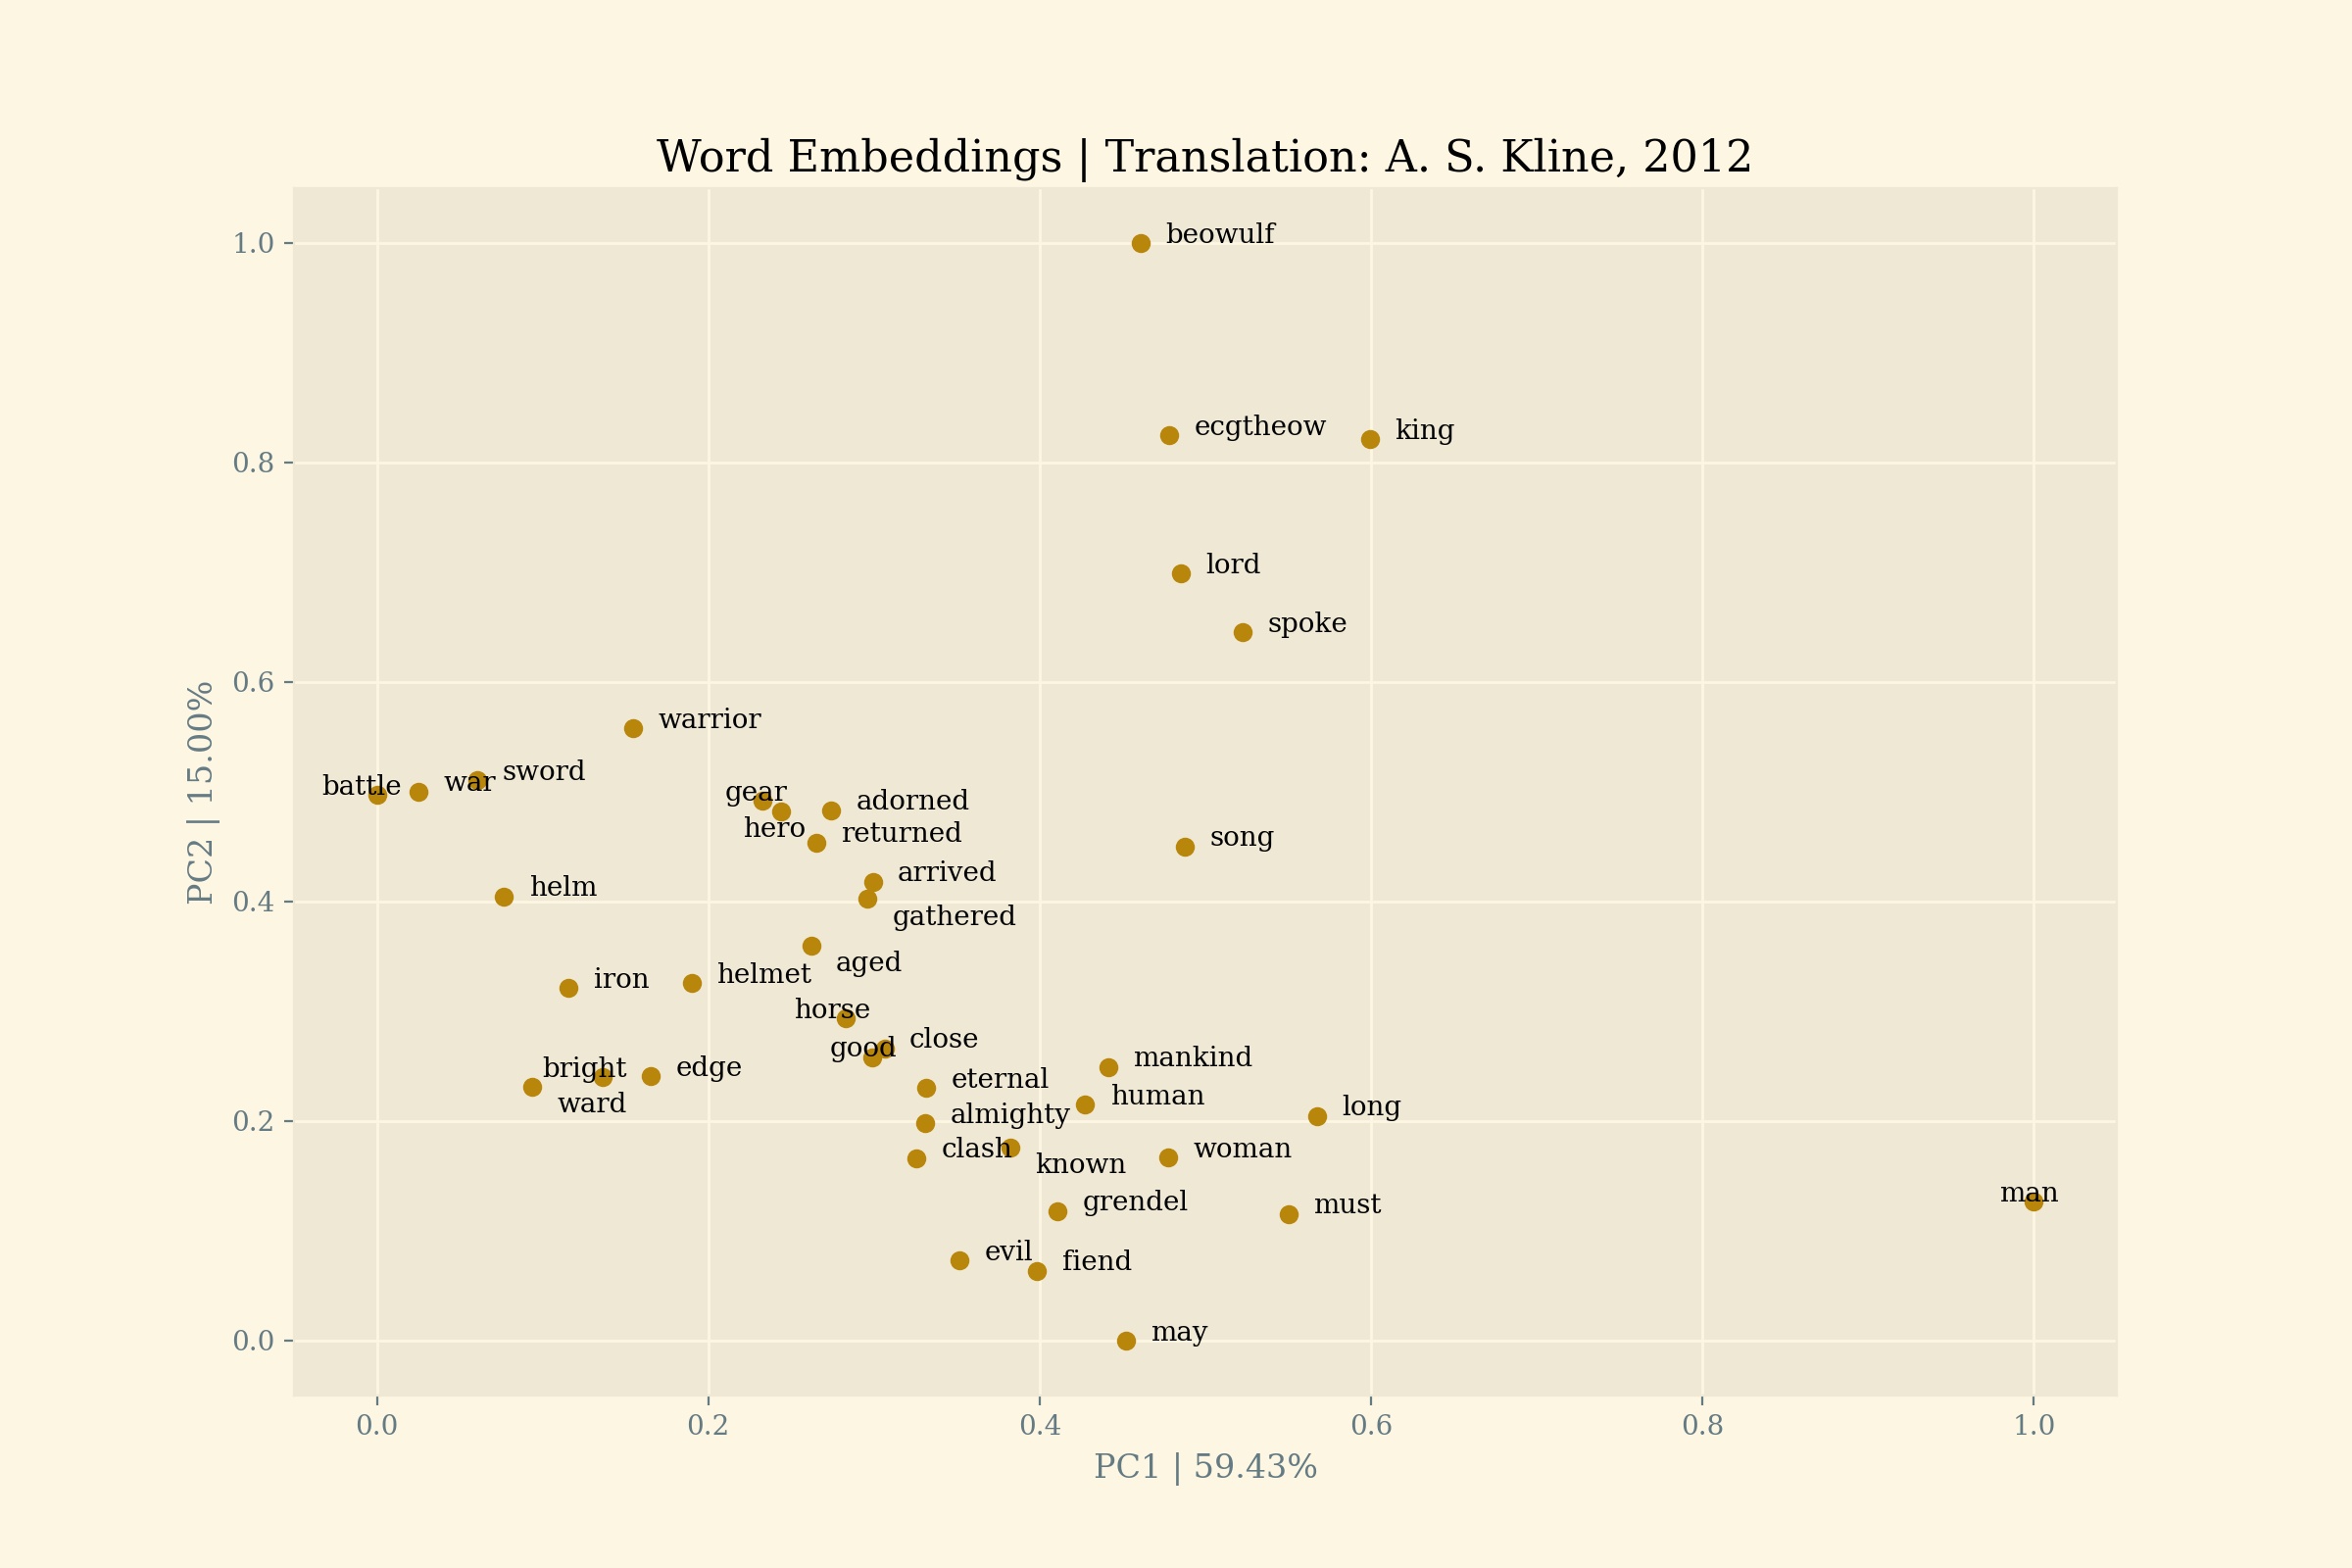 Word Embeddings | Translation: A. S. Kline, 2012
1.0
beowulf
ecgtheow
king
0.8
lord
spoke
0.6
warrior
battle
war
sword
gear
adorned
hero
returned
song
arrived
helm
0.4
gathered
aged
iron
helmet
horse
good
close
mankind
bright
edge
eternal
ward
human
long
almighty
0.2
clash
known
woman
grendel
must
man
evil
fiend
may
0.0
0.0
0.2
0.4
0.6
0.8
1.0
PC1 | 59.43%
PC2 | 15.00%